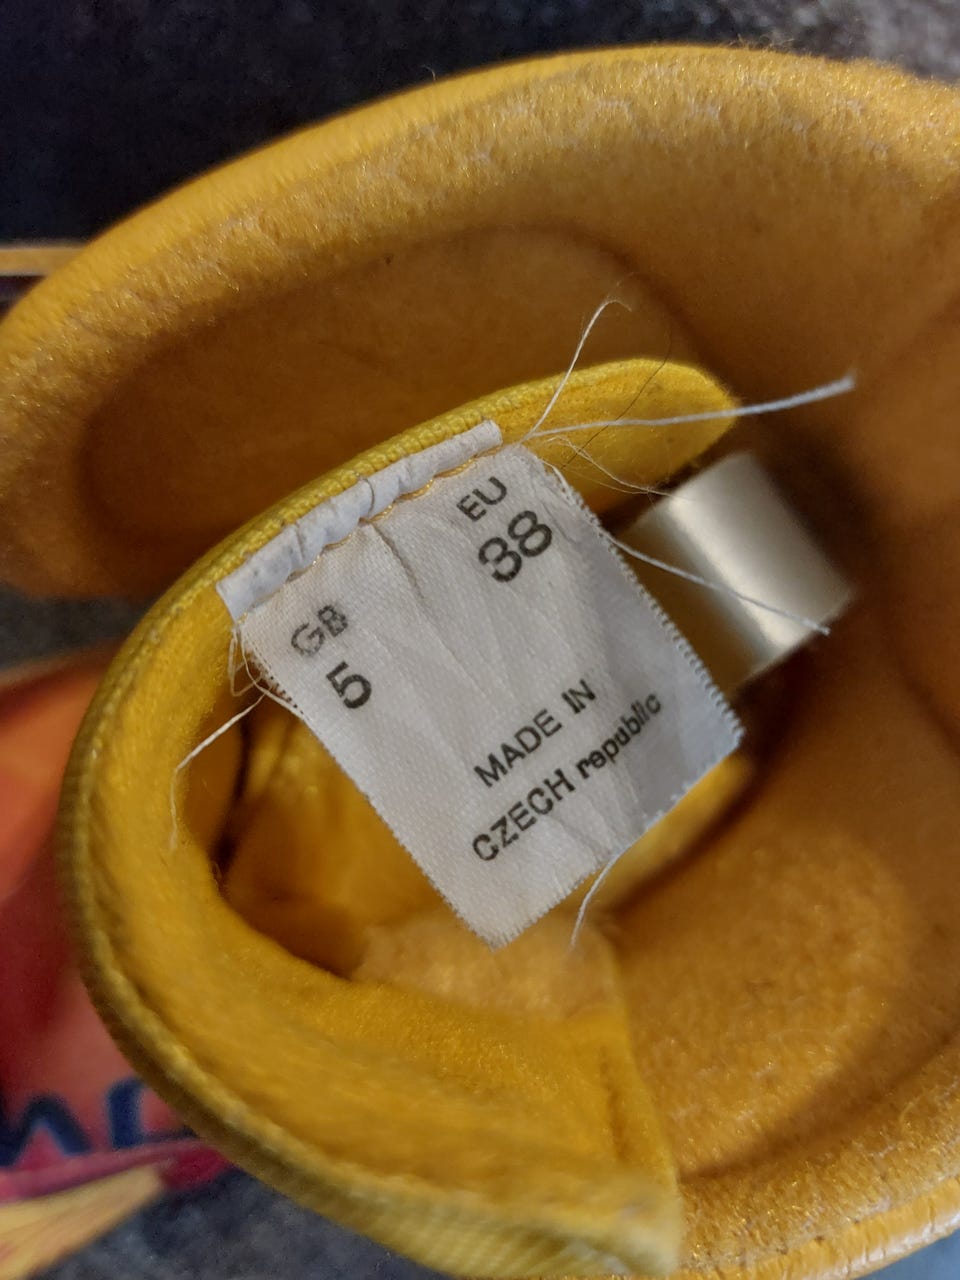 GB EU
5 38
MADE IN
CZECH republic